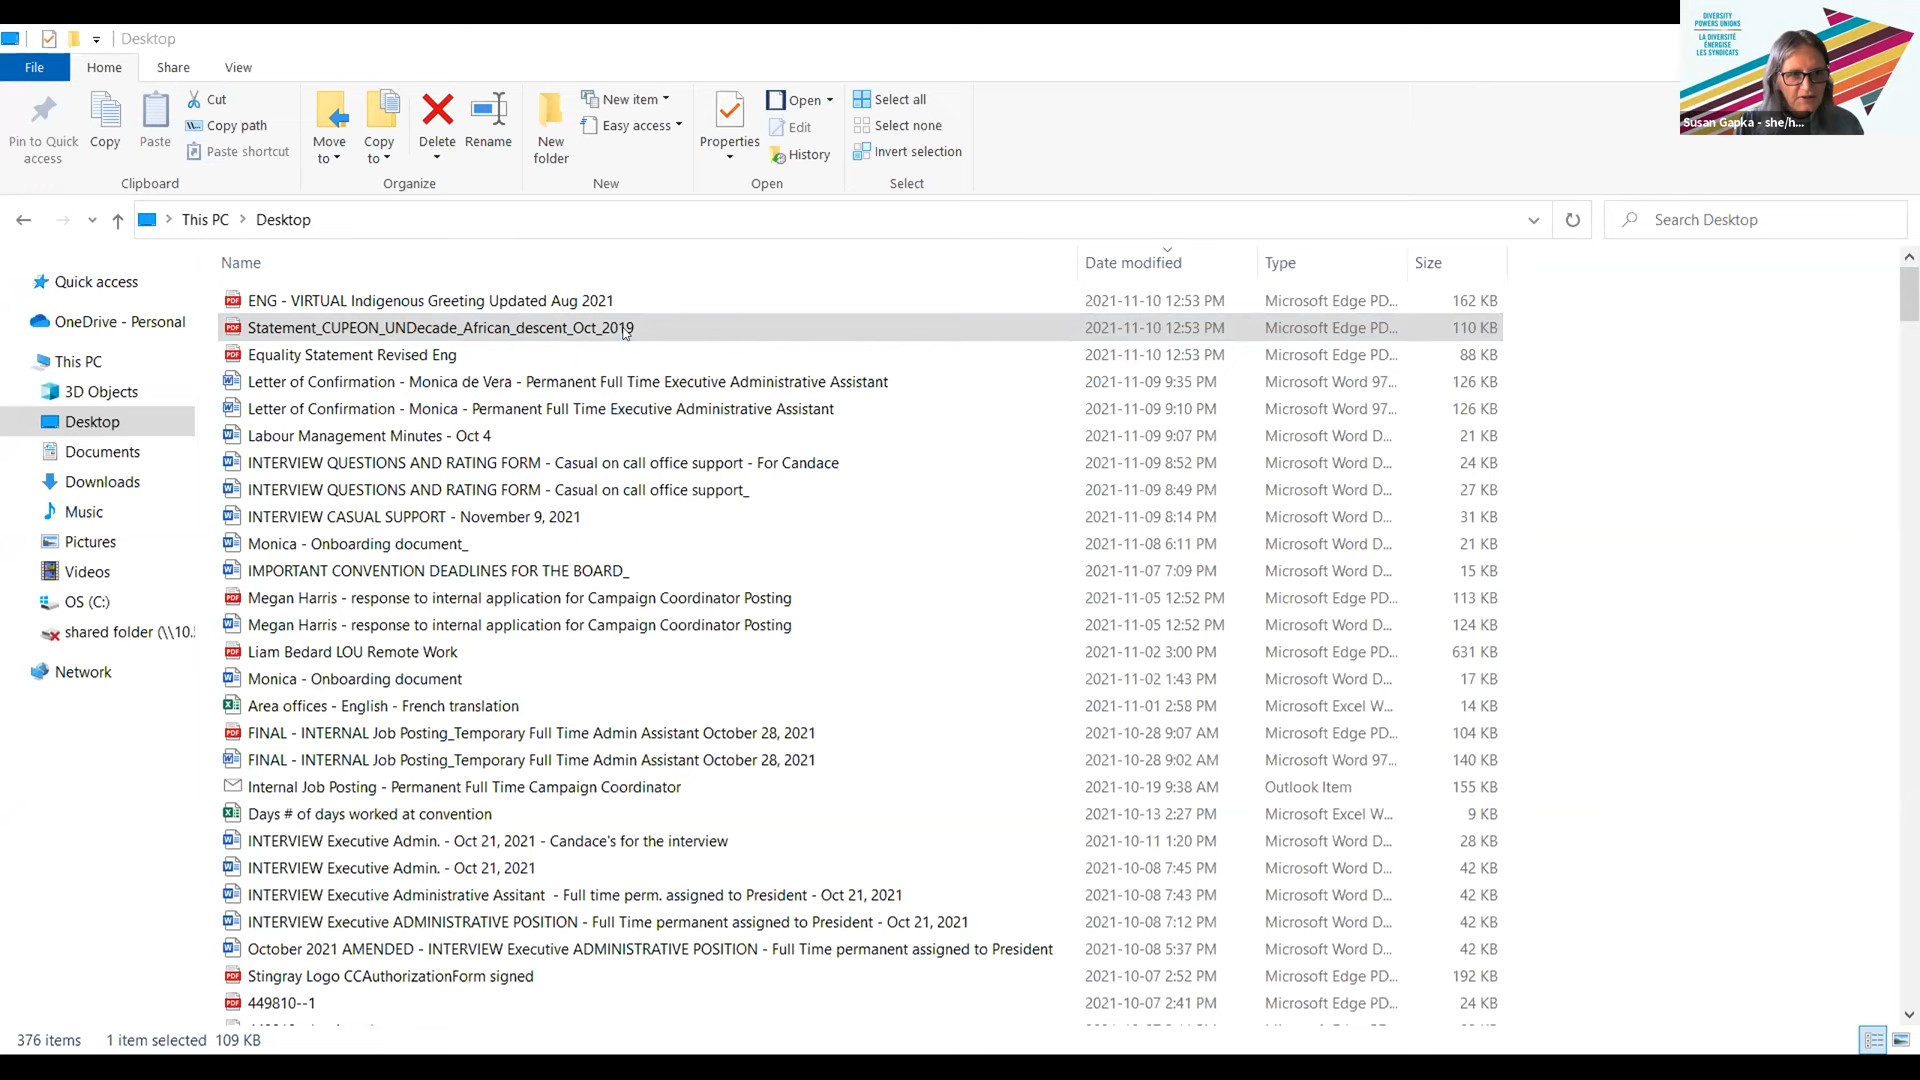 Desktop
File
Home
Share
View
Pin to Quick access
Copy
Paste
Cut
Copy path
Paste shortcut
Clipboard
Move to
Copy to
Delete
Rename
Organize
New folder
New item
Easy access
New
Properties
Open
Edit
History
Open
Select all
Select none
Invert selection
Select
DIVERSITY
POWERS UNIONS
LA DIVERSITÉ
ÉNERGISE
LES SYNDICATS
Susan Gapka - she/h...
This PC > Desktop
Search Desktop
Quick access
OneDrive - Personal
This PC
3D Objects
Desktop
Documents
Downloads
Music
Pictures
Videos
OS (C:)
shared folder (\\10.
Network
Name Date modified Type Size
ENG - VIRTUAL Indigenous Greeting Updated Aug 2021 2021-11-10 12:53 PM Microsoft Edge PD... 162 KB
Statement_CUPEON_UNDecade_African_descent_Oct_2019 2021-11-10 12:53 PM Microsoft Edge PD... 110 KB
Equality Statement Revised Eng 2021-11-10 12:53 PM Microsoft Edge PD... 88 KB
Letter of Confirmation - Monica de Vera - Permanent Full Time Executive Administrative Assistant 2021-11-09 9:35 PM Microsoft Word 97... 126 KB
Letter of Confirmation - Monica - Permanent Full Time Executive Administrative Assistant 2021-11-09 9:10 PM Microsoft Word 97... 126 KB
Labour Management Minutes - Oct 4 2021-11-09 9:07 PM Microsoft Word D... 21 KB
INTERVIEW QUESTIONS AND RATING FORM - Casual on call office support - For Candace 2021-11-09 8:52 PM Microsoft Word D... 24 KB
INTERVIEW QUESTIONS AND RATING FORM - Casual on call office support_ 2021-11-09 8:49 PM Microsoft Word D... 27 KB
INTERVIEW CASUAL SUPPORT - November 9, 2021 2021-11-09 8:14 PM Microsoft Word D... 31 KB
Monica - Onboarding document_ 2021-11-08 6:11 PM Microsoft Word D... 21 KB
IMPORTANT CONVENTION DEADLINES FOR THE BOARD_ 2021-11-07 7:09 PM Microsoft Word D... 15 KB
Megan Harris - response to internal application for Campaign Coordinator Posting 2021-11-05 12:52 PM Microsoft Edge PD... 113 KB
Megan Harris - response to internal application for Campaign Coordinator Posting 2021-11-05 12:52 PM Microsoft Word D... 124 KB
Liam Bedard LOU Remote Work 2021-11-02 3:00 PM Microsoft Edge PD... 631 KB
Monica - Onboarding document 2021-11-02 1:43 PM Microsoft Word D... 17 KB
Area offices - English - French translation 2021-11-01 2:58 PM Microsoft Excel W... 14 KB
FINAL - INTERNAL Job Posting_Temporary Full Time Admin Assistant October 28, 2021 2021-10-28 9:07 AM Microsoft Edge PD... 104 KB
FINAL - INTERNAL Job Posting_Temporary Full Time Admin Assistant October 28, 2021 2021-10-28 9:02 AM Microsoft Word 97... 140 KB
Internal Job Posting - Permanent Full Time Campaign Coordinator 2021-10-19 9:38 AM Outlook Item 155 KB
Days # of days worked at convention 2021-10-13 2:27 PM Microsoft Excel W... 9 KB
INTERVIEW Executive Admin. - Oct 21, 2021 - Candace's for the interview 2021-10-11 1:20 PM Microsoft Word D... 28 KB
INTERVIEW Executive Admin. - Oct 21, 2021 2021-10-08 7:45 PM Microsoft Word D... 42 KB
INTERVIEW Executive Administrative Assitant - Full time perm. assigned to President - Oct 21, 2021 2021-10-08 7:43 PM Microsoft Word D... 42 KB
INTERVIEW Executive ADMINISTRATIVE POSITION - Full Time permanent assigned to President - Oct 21, 2021 2021-10-08 7:12 PM Microsoft Word D... 42 KB
October 2021 AMENDED - INTERVIEW Executive ADMINISTRATIVE POSITION - Full Time permanent assigned to President 2021-10-08 5:37 PM Microsoft Word D... 42 KB
Stingray Logo CCAuthorizationForm signed 2021-10-07 2:52 PM Microsoft Edge PD... 192 KB
449810--1 2021-10-07 2:41 PM Microsoft Edge PD... 24 KB
376 items 1 item selected 109 KB